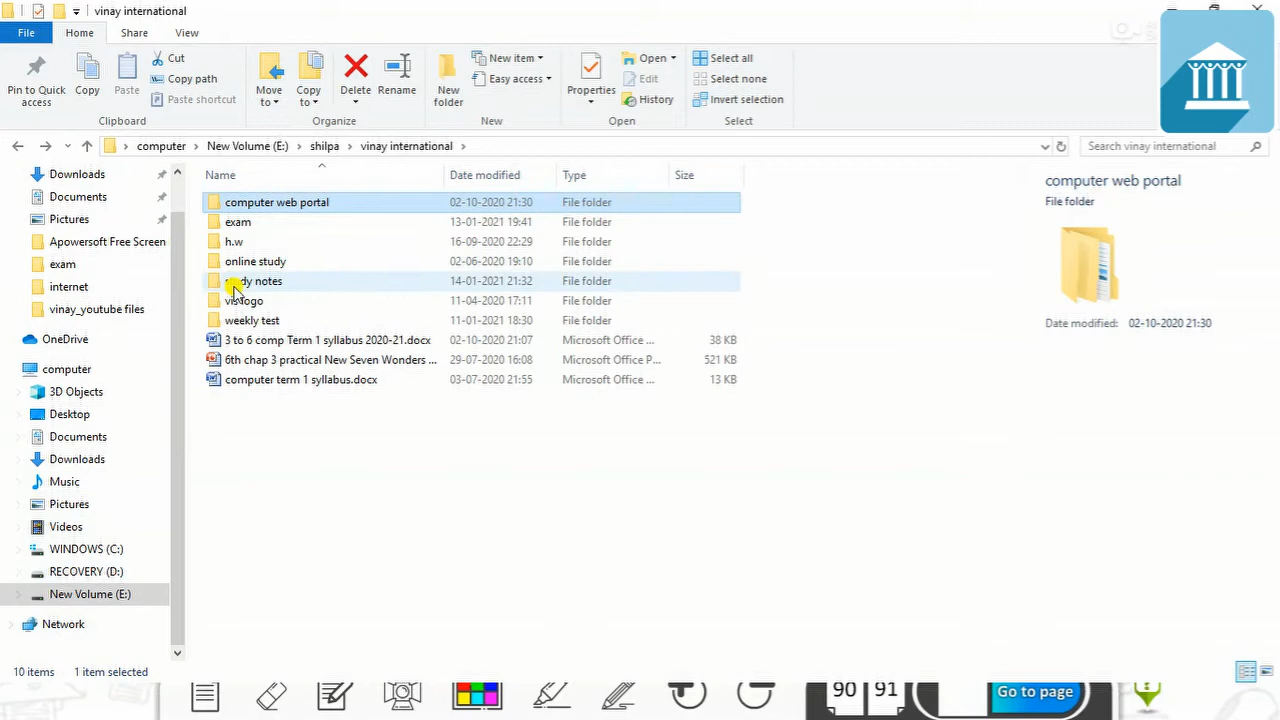 vinay international
File Home Share View
Pin to Quick access
Copy
Paste
Cut
Copy path
Paste shortcut
Clipboard
Move to
Copy to
Delete
Rename
Organize
New folder
New item
Easy access
New
Properties
Open
Edit
History
Open
Select all
Select none
Invert selection
Select
computer New Volume (E:) shilpa vinay international
Search vinay international
Downloads
Documents
Pictures
Apowersoft Free Screen
exam
internet
vinay_youtube files
OneDrive
computer
3D Objects
Desktop
Documents
Downloads
Music
Pictures
Videos
WINDOWS (C:)
RECOVERY (D:)
New Volume (E:)
Network
Name Date modified Type Size
computer web portal 02-10-2020 21:30 File folder
exam 13-01-2021 19:41 File folder
h.w 16-09-2020 22:29 File folder
online study 02-06-2020 19:10 File folder
notes 14-01-2021 21:32 File folder
11-04-2020 17:11 File folder
weekly test 11-01-2021 18:30 File folder
3 to 6 comp Term 1 syllabus 2020-21.docx 02-10-2020 21:07 Microsoft Office ... 38 KB
6th chap 3 practical New Seven Wonders ... 29-07-2020 16:08 Microsoft Office P... 521 KB
computer term 1 syllabus.docx 03-07-2020 21:55 Microsoft Office ... 13 KB
computer web portal
File folder
Date modified: 02-10-2020 21:30
10 items 1 item selected
90 91
Go to page